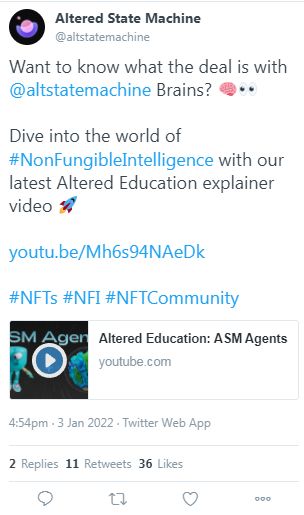 Altered State Machine
@altstatemachine
Want to know what the deal is with
@altstatemachine Brains? 🧠👀
Dive into the world of
#NonFungibleIntelligence with our
latest Altered Education explainer
video 🚀
youtu.be/Mh6s94NAeDk
#NFTs #NFI #NFTCommunity
SM Agen
Altered Education: ASM Agents
youtube.com
4:54pm · 3 Jan 2022 · Twitter Web App
2 Replies 11 Retweets 36 Likes